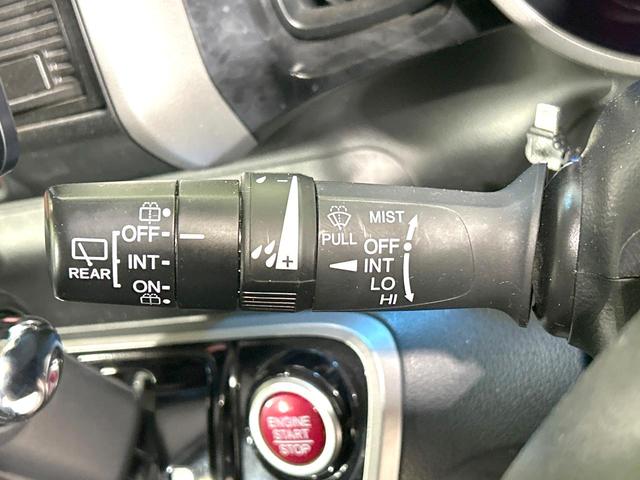 OFF
INT
ON
REAR
-
+
PULL
MIST
OFF
INT
LO
HI
ENGINE
START
STOP